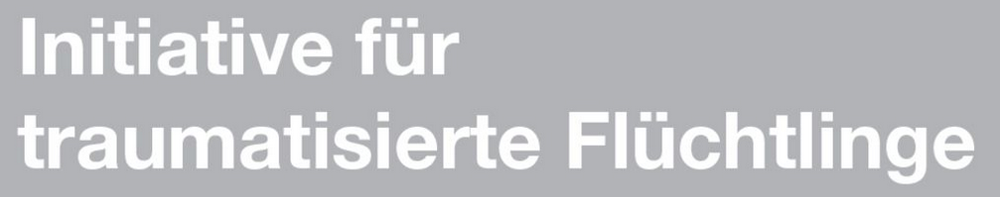 Initiative für
traumatisierte Flüchtlinge